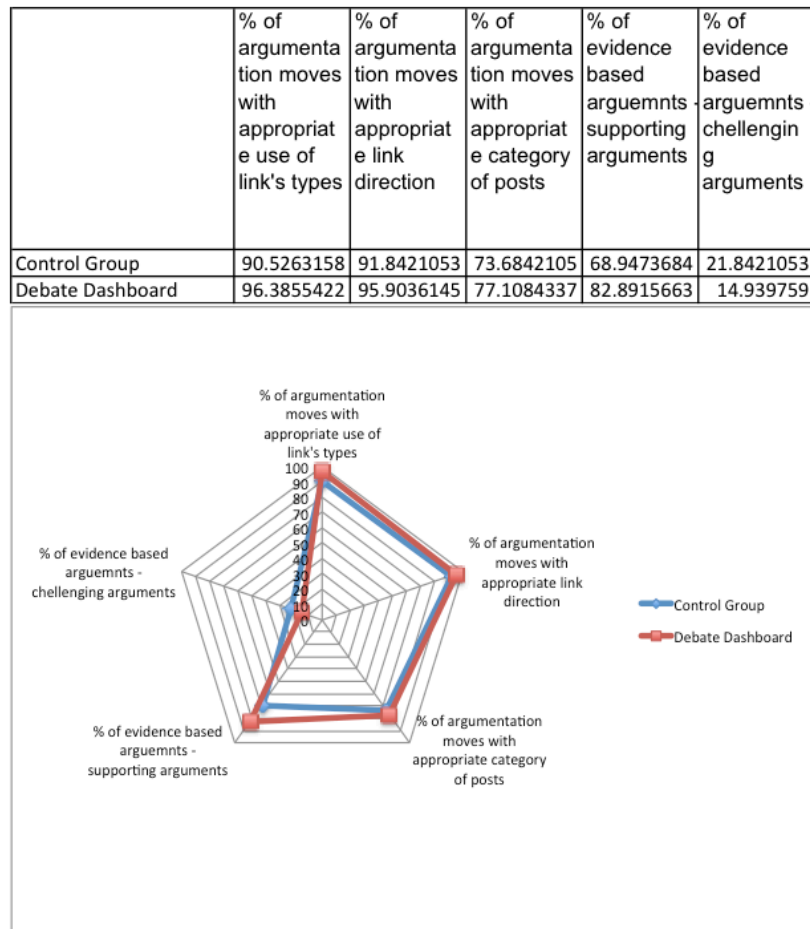 % of
argumenta
tion moves
with
appropriat
e use of
link's types
% of
argumenta
tion moves
with
appropriat
e link
direction
% of
argumenta
tion moves
with
appropriat
e category
of posts
% of
evidence
based
arguemnts -
supporting
arguments
% of
evidence
based
arguemnts
chellengin
g
arguments
Control Group 90.5263158 91.8421053 73.6842105 68.9473684 21.8421053
Debate Dashboard 96.3855422 95.9036145 77.1084337 82.8915663 14.939759
% of argumentation
moves with
appropriate use of
link's types
100
90
80
70
60
50
40
30
20
10
0
% of argumentation
moves with
appropriate link
direction
% of argumentation
moves with
appropriate category
of posts
% of evidence based
arguemnts -
supporting arguments
% of evidence based
arguemnts -
chellenging arguments
Control Group
Debate Dashboard